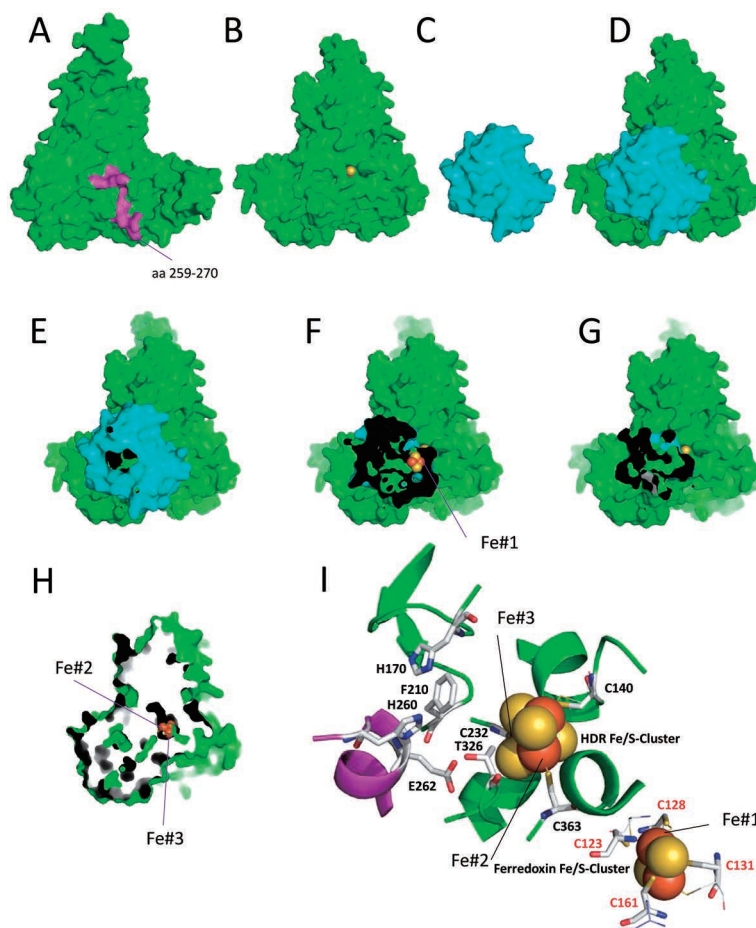 A
B
C
D
aa 259-270
E
F
G
Fe#1
H
Fe#2
Fe#3
I
Fe#3
H170
F210
H260
C140
C232
T326
HDR Fe/S-Cluster
E262
C363
Fe#2
Fe#1
C128
C123
Ferredoxin Fe/S-Cluster
C131
C161